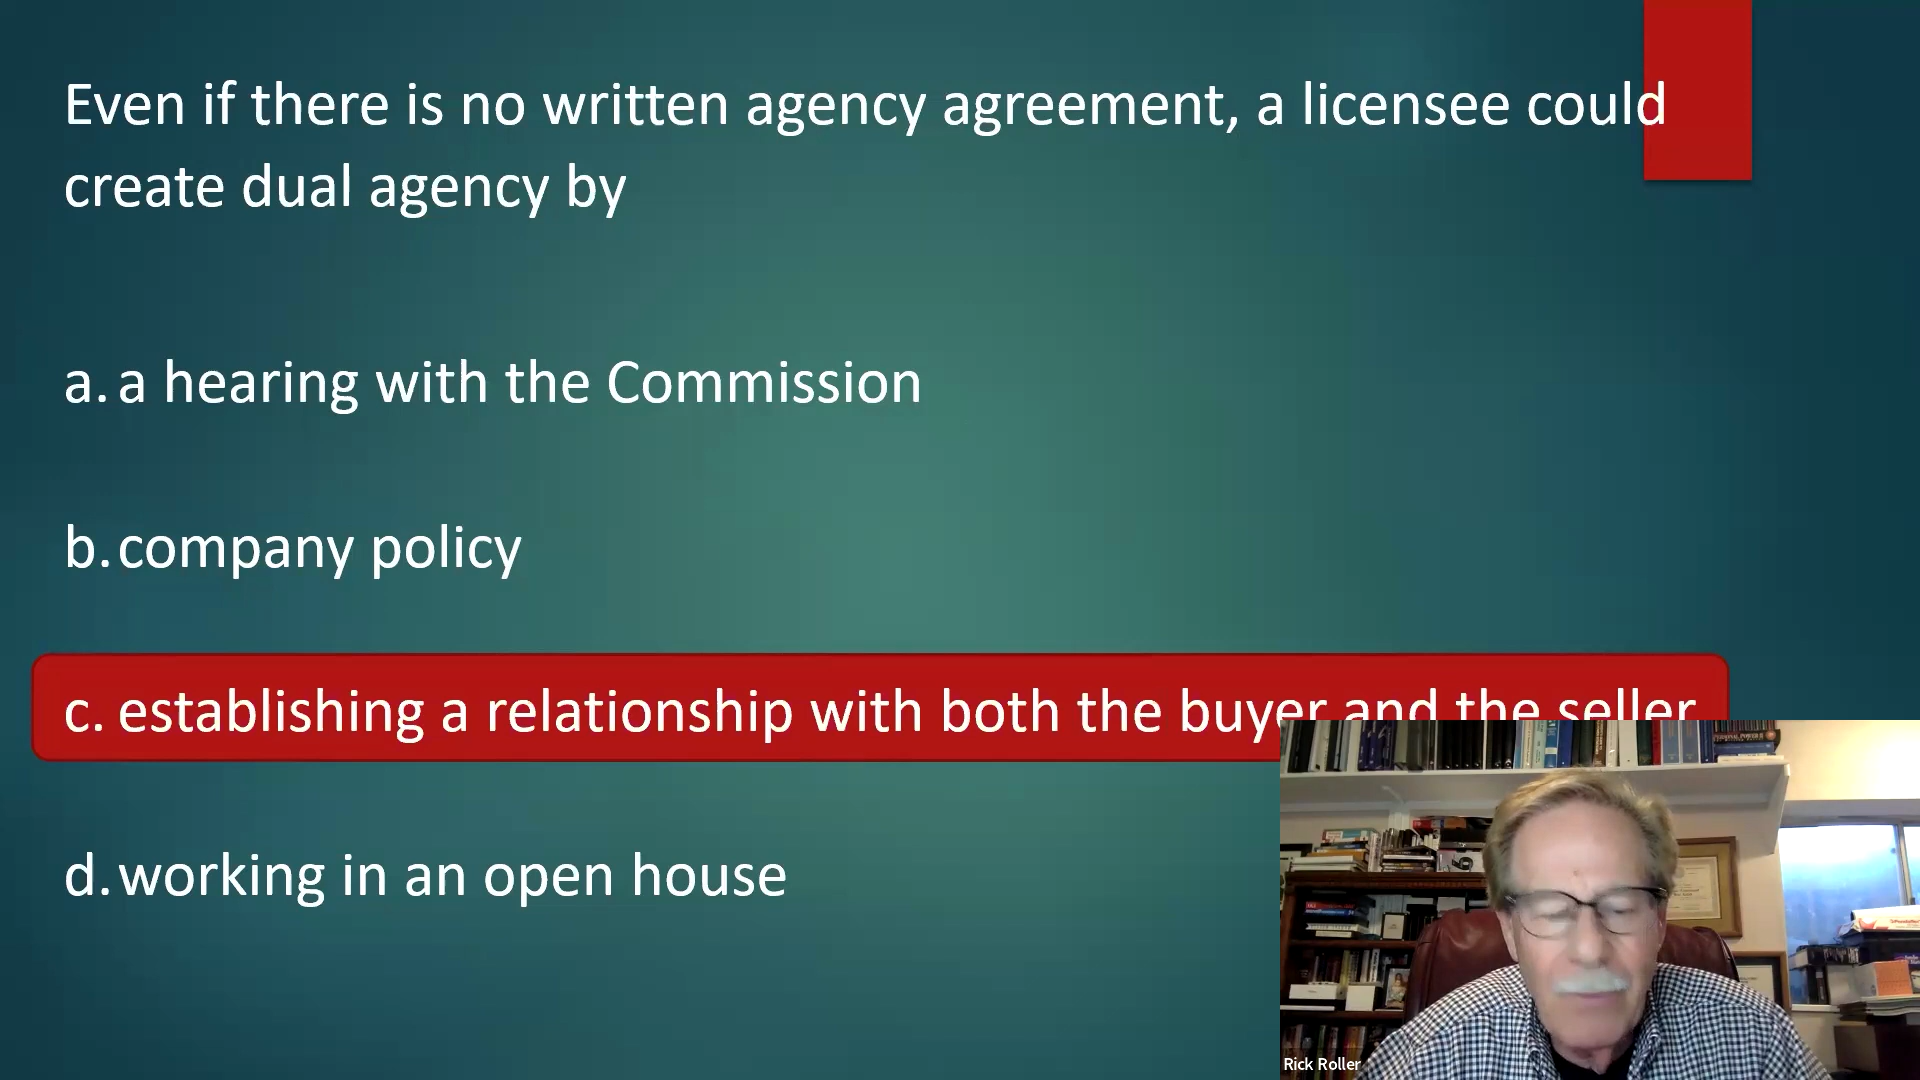 Even if there is no written agency agreement, a licensee could
create dual agency by
a. a hearing with the Commission
b. company policy
c. establishing a relationship with both the buyer and the seller
d. working in an open house
Rick Roller